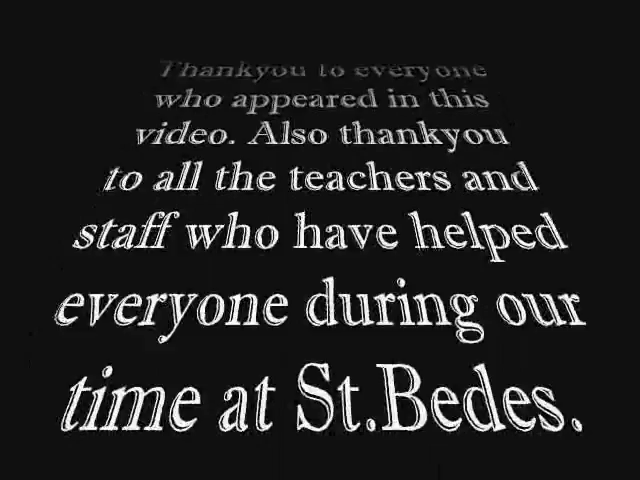 Thankyou to everyone
who appeared in this
video. Also thankyou
to all the teachers and
staff who have helped
everyone during our
time at St.Bedes.